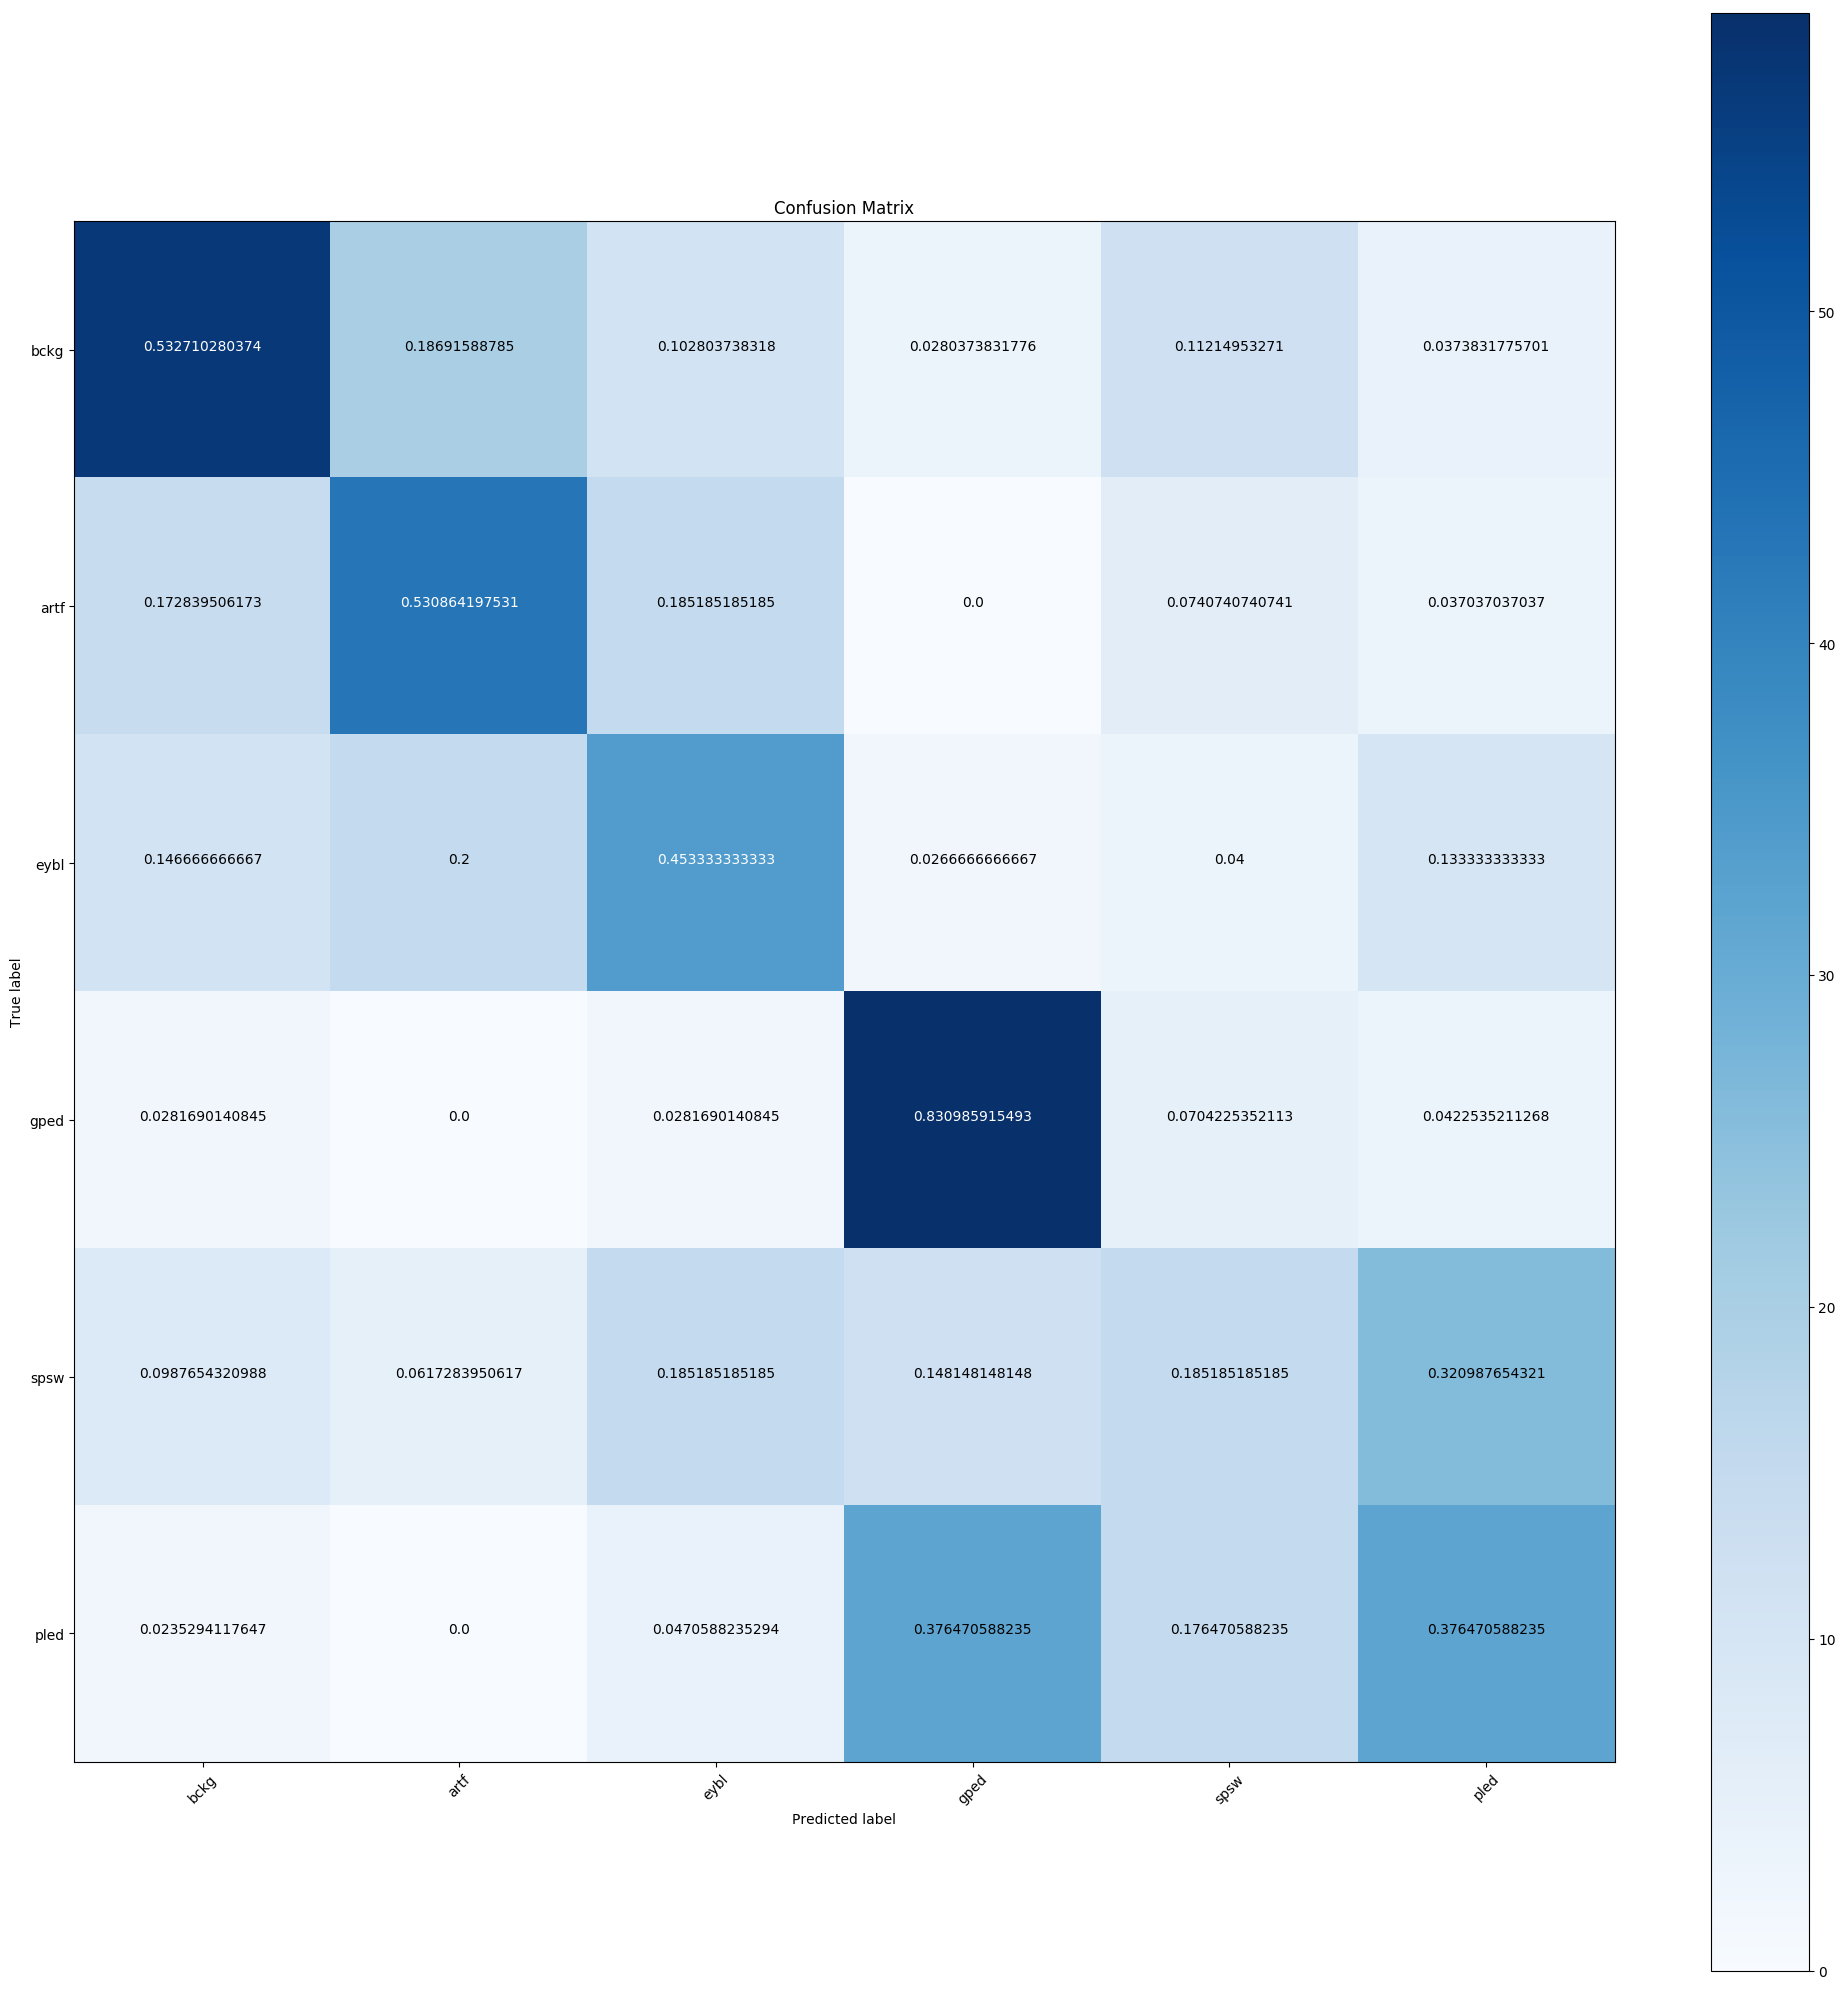 Confusion Matrix
bckg 0.532710280374 0.18691588785 0.102803738318 0.0280373831776 0.11214953271 0.0373831775701
artf 0.172839506173 0.530864197531 0.185185185185 0.0 0.0740740740741 0.037037037037
eybl 0.146666666667 0.2 0.453333333333 0.0266666666667 0.04 0.133333333333
gped 0.0281690140845 0.0 0.0281690140845 0.830985915493 0.0704225352113 0.0422535211268
spsw 0.0987654320988 0.0617283950617 0.185185185185 0.148148148148 0.185185185185 0.320987654321
pled 0.0235294117647 0.0 0.0470588235294 0.376470588235 0.176470588235 0.376470588235
bckg artf eybl gped spsw pled
Predicted label
True label
50
40
30
20
10
0